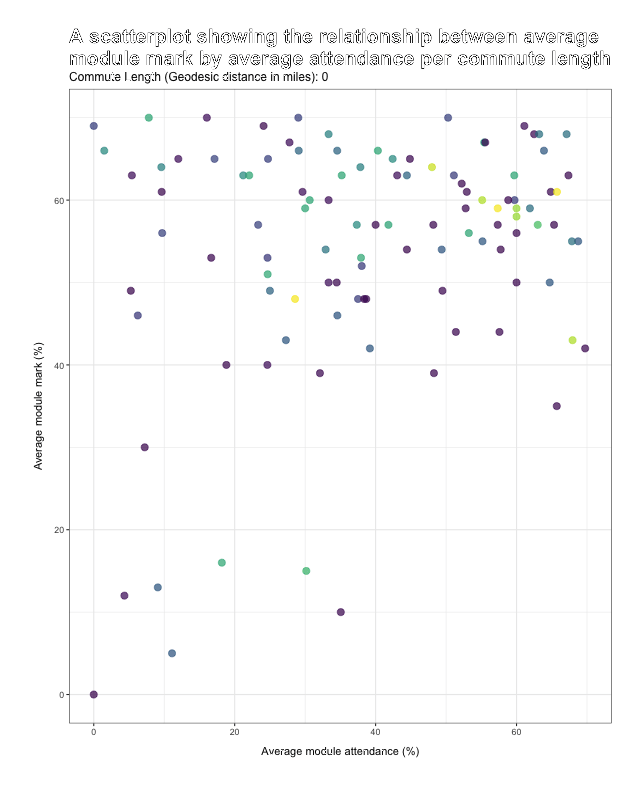 A scatterplot showing the relationship between average
module mark by average attendance per commute length
Commute Length (Geodesic distance in miles): 0
60
40
20
0
Average module mark (%)
0 20 40 60
Average module attendance (%)